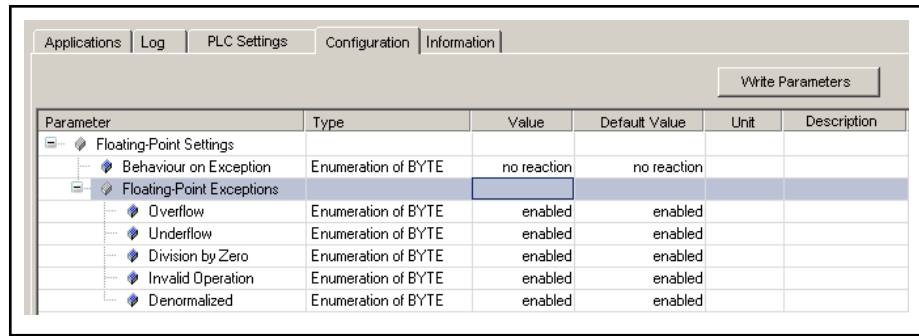 Applications Log PLC Settings Configuration Information
Write Parameters
Parameter Type Value Default Value Unit Description
Floating-Point Settings
Behaviour on Exception Enumeration of BYTE no reaction no reaction
Floating-Point Exceptions
Overflow Enumeration of BYTE enabled enabled
Underflow Enumeration of BYTE enabled enabled
Division by Zero Enumeration of BYTE enabled enabled
Invalid Operation Enumeration of BYTE enabled enabled
Denormalized Enumeration of BYTE enabled enabled